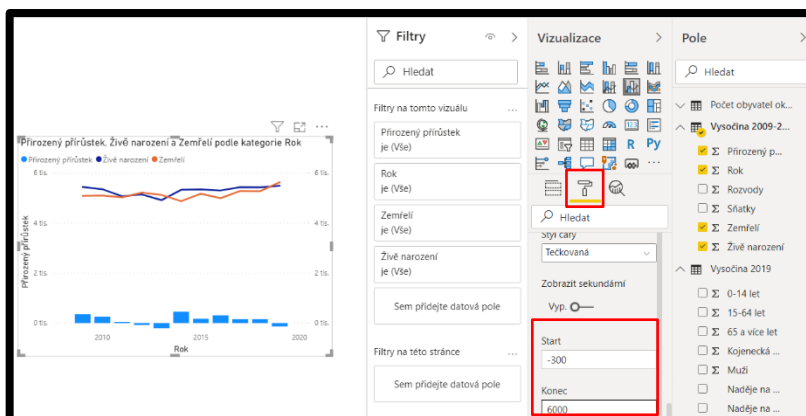 Přirozený přírůstek, Živě narození a Zemřelí podle kategorie Rok
Přirozený přírůstek Živě narození Zemřelí
6 tis. 6 tis.
4 tis. 4 tis.
2 tis. 2 tis.
0 tis. 0 tis.
Přirozený přírůstek
2010 2015 2020
Rok
Filtry
Hledat
Filtry na tomto vizuálu ...
Přirozený přírůstek
je (Vše)
Rok
je (Vše)
Zemřelí
je (Vše)
Živě narození
je (Vše)
Sem přidejte datová pole
Filtry na této stránce ...
Sem přidejte datová pole
Vizualizace
R Py
...
Hledat
Styl čáry
Tečkovaná
Zobrazit sekundární
Vyp.
Start
-300
Konec
6000
Pole
Hledat
Počet obyvatel ok...
Vysočina 2009-2...
Σ Přirozený p...
Σ Rok
Σ Rozvody
Σ Sňatky
Σ Zemřelí
Σ Živě narození
Vysočina 2019
Σ 0-14 let
Σ 15-64 let
Σ 65 a více let
Σ Kojenecká ...
Σ Muži
Naděje na ...
Naděje na ...